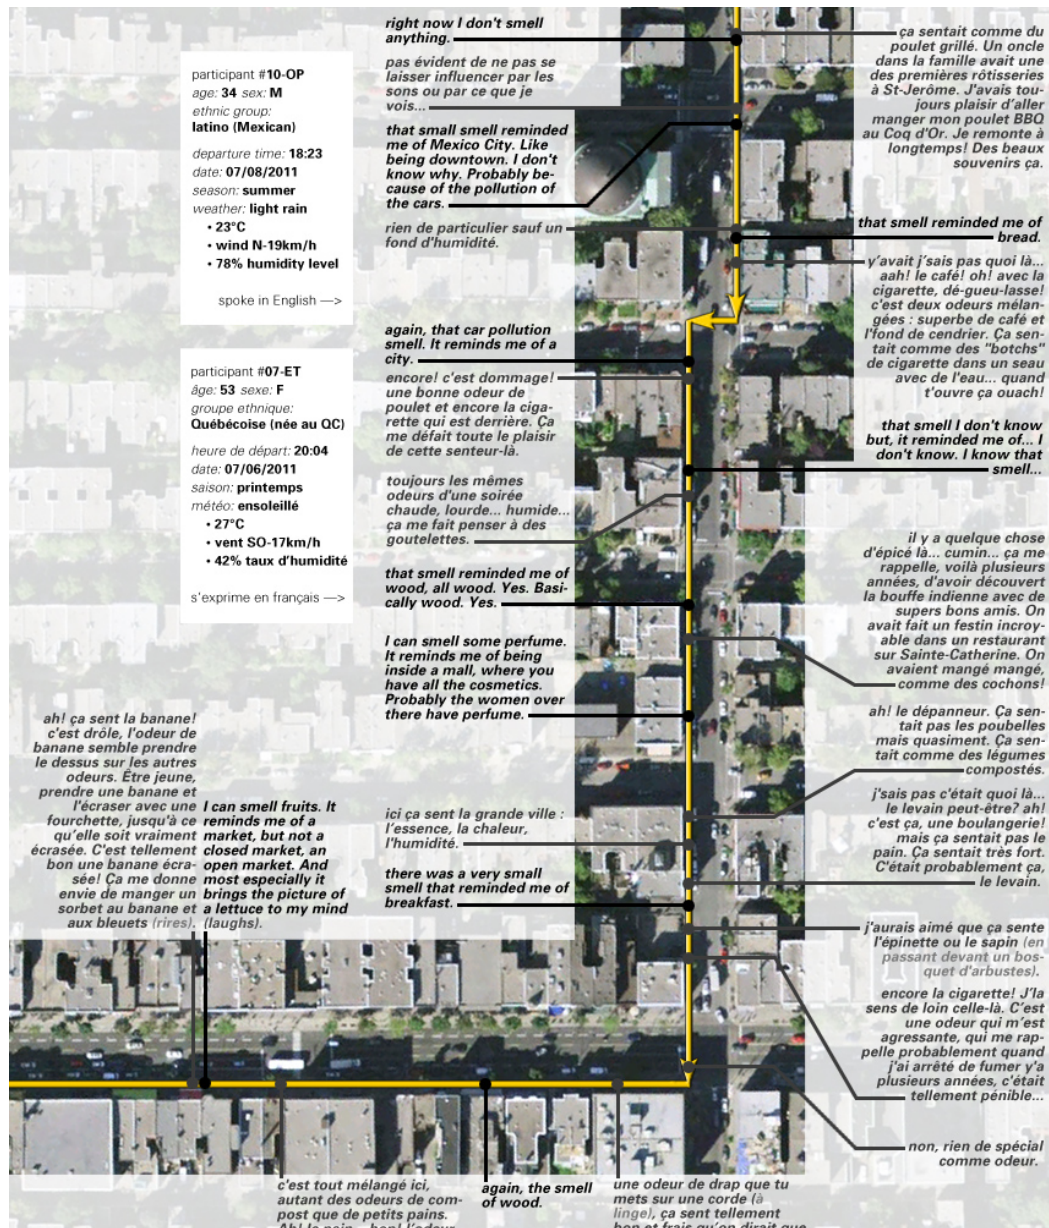 right now I don't smell
anything.
pas évident de ne pas se
laisser influencer par les
sons ou par ce que je
vois...
that small smell reminded
me of Mexico City. Like
being downtown. I don't
know why. Probably be-
cause of the pollution of
the cars.
rien de particulier sauf un
fond d'humidité.
participant #10-OP
age: 34 sex: M
ethnic group:
latino (Mexican)
departure time: 18:23
date: 07/08/2011
season: summer
weather: light rain
• 23°C
• wind N-19km/h
• 78% humidity level
spoke in English —>
participant #07-ET
âge: 53 sexe: F
groupe ethnique:
Québécoise (née au QC)
heure de départ: 20:04
date: 07/06/2011
saison: printemps
météo: ensoleillé
• 27°C
• vent SO-17km/h
• 42% taux d'humidité
s'exprime en français —>
again, that car pollution
smell. It reminds me of a
city.
encore! c'est dommage!
une bonne odeur de
poulet et encore la ciga-
rette qui est derrière. Ça
me défait toute le plaisir
de cette senteur-là.
toujours les mêmes
odeurs d'une soirée
chaude, lourde... humide...
ça me fait penser à des
goutelettes.
that smell reminded me of
wood, all wood. Yes. Basi-
cally wood. Yes.
I can smell some perfume.
It reminds me of being
inside a mall, where you
have all the cosmetics.
Probably the women over
there have perfume.
ici ça sent la grande ville :
l'essence, la chaleur,
l'humidité.
there was a very small
smell that reminded me of
breakfast.
ça sentait comme du
poulet grillé. Un oncle
dans la famille avait une
des premières rôtisseries
à St-Jerôme. J'avais tou-
jours plaisir d'aller
manger mon poulet BBQ
au Coq d'Or. Je remonte à
longtemps! Des beaux
souvenirs ça.
that smell reminded me of
bread.
y'avait j'sais pas quoi là...
aah! le café! oh! avec la
cigarette, dé-gueu-lasse!
c'est deux odeurs mélan-
gées : superbe de café et
l'fond de cendrier. Ça sen-
tait comme des "botchs"
de cigarette dans un seau
avec de l'eau... quand
t'ouvre ça ouach!
that smell I don't know
but, it reminded me of... I
don't know. I know that
smell...
il y a quelque chose
d'épicé là... cumin... ça me
rappelle, voilà plusieurs
années, d'avoir découvert
la bouffe indienne avec de
supers bons amis. On
avait fait un festin incroy-
able dans un restaurant
sur Sainte-Catherine. On
avaient mangé mangé,
comme des cochons!
ah! le dépanneur. Ça sen-
tait pas les poubelles
mais quasiment. Ça sen-
tait comme des légumes
compostés.
j'sais pas c'était quoi là...
le levain peut-être? ah!
c'est ça, une boulangerie!
mais ça sentait pas le
pain. Ça sentait très fort.
C'était probablement ça,
le levain.
j'aurais aimé que ça sente
l'épinette ou le sapin (en
passant devant un bos-
quet d'arbustes).
encore la cigarette! J'la
sens de loin celle-là. C'est
une odeur qui m'est
agressante, qui me rap-
pelle probablement quand
j'ai arrêté de fumer y'a
plusieurs années, c'était
tellement pénible...
non, rien de spécial
comme odeur.
ah! ça sent la banane!
c'est drôle, l'odeur de
banane semble prendre
le dessus sur les autres
odeurs. Être jeune,
prendre une banane et
l'écraser avec une
fourchette, jusqu'à ce
qu'elle soit vraiment
écrasée. C'est tellement
bon une banane écra-
sée! Ça me donne
envie de manger un
sorbet au banane et
aux bleuets (rires).
I can smell fruits. It
reminds me of a
market, but not a
closed market, an
open market. And
most especially it
brings the picture of
a lettuce to my mind
(laughs).
c'est tout mélangé ici,
autant des odeurs de com-
post que de petits pains.
Ah! le pain... bon! l'odeur
again, the smell
of wood.
une odeur de drap que tu
mets sur une corde (à
linge), ça sent tellement
bon et frais qu'on dirait que